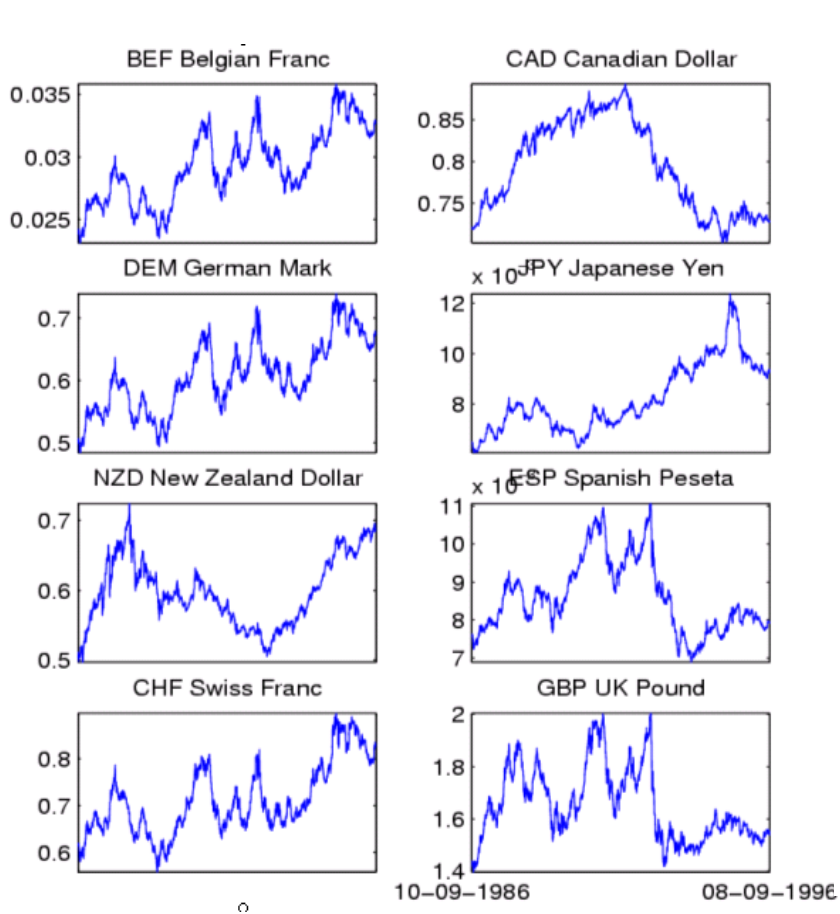 BEF Belgian Franc
0.035
0.03
0.025
CAD Canadian Dollar
0.85
0.8
0.75
DEM German Mark
0.7
0.6
0.5
x 10
JPY Japanese Yen
12
10
8
NZD New Zealand Dollar
0.7
0.6
0.5
x 10
ESP Spanish Peseta
11
10
9
8
7
CHF Swiss Franc
0.8
0.7
0.6
GBP UK Pound
2
1.8
1.6
1.4
10-09-1986
08-09-1996